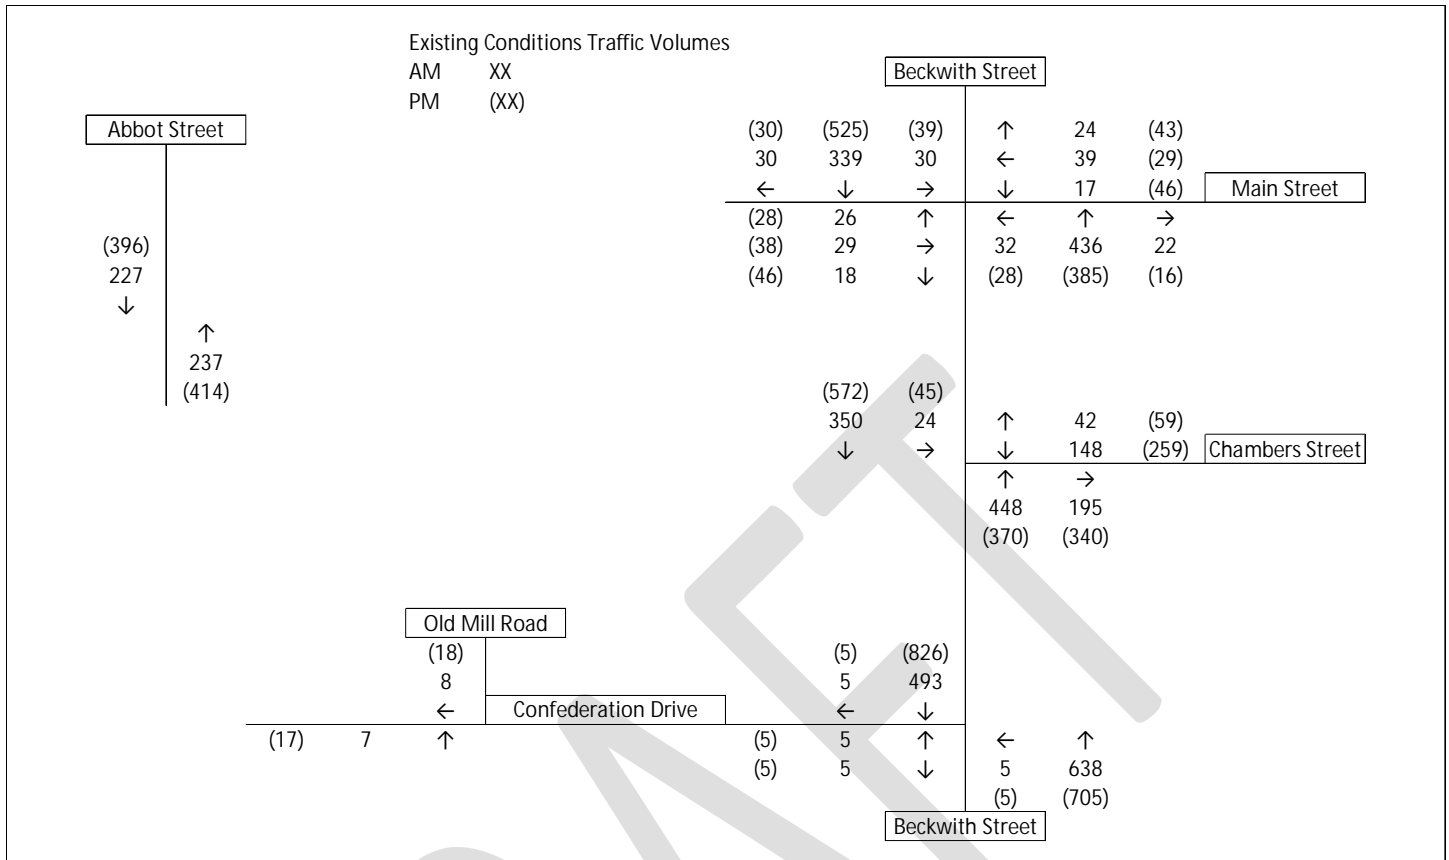 Existing Conditions Traffic Volumes
AM XX
PM (XX)
Beckwith Street
Abbot Street
(30) (525) (39) ↑ 24 (43)
30 339 30 ← 39 (29)
← ↓ → ↓ 17 (46) Main Street
(28) 26 ↑ ← ↑ →
(396) (38) 29 → 32 436 22
227 (46) 18 ↓ (28) (385) (16)
↓
↑
237
(414) (572) (45)
350 24 ↑ 42 (59)
↓ → ↓ 148 (259) Chambers Street
↑ →
448 195
(370) (340)
Old Mill Road
(18) (5) (826)
8 5 493
← Confederation Drive ← ↓
(17) 7 ↑ (5) 5 ↑ ← ↑
(5) 5 ↓ 5 638
(5) (705)
Beckwith Street
DRAFT